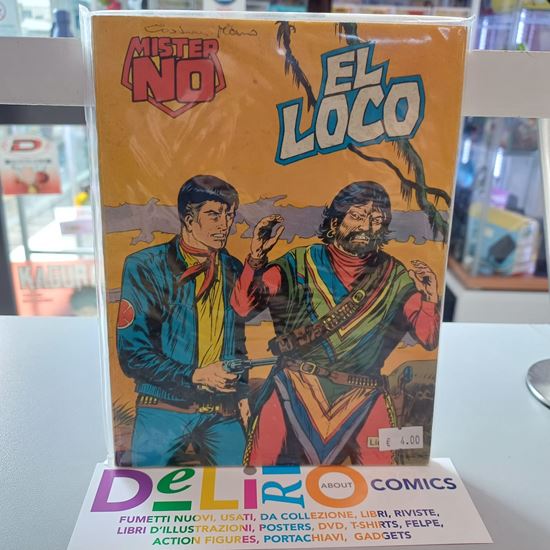 MISTER
NO
EL
LOCO
KAGURA
€ 4.00
DeLiRiO ABOUT COMICS
FUMETTI NUOVI, USATI, DA COLLEZIONE, LIBRI, RIVISTE,
LIBRI D'ILLUSTRAZIONI, POSTERS, DVD, T-SHIRTS, FELPE,
ACTION FIGURES, PORTACHIAVI, GADGETS